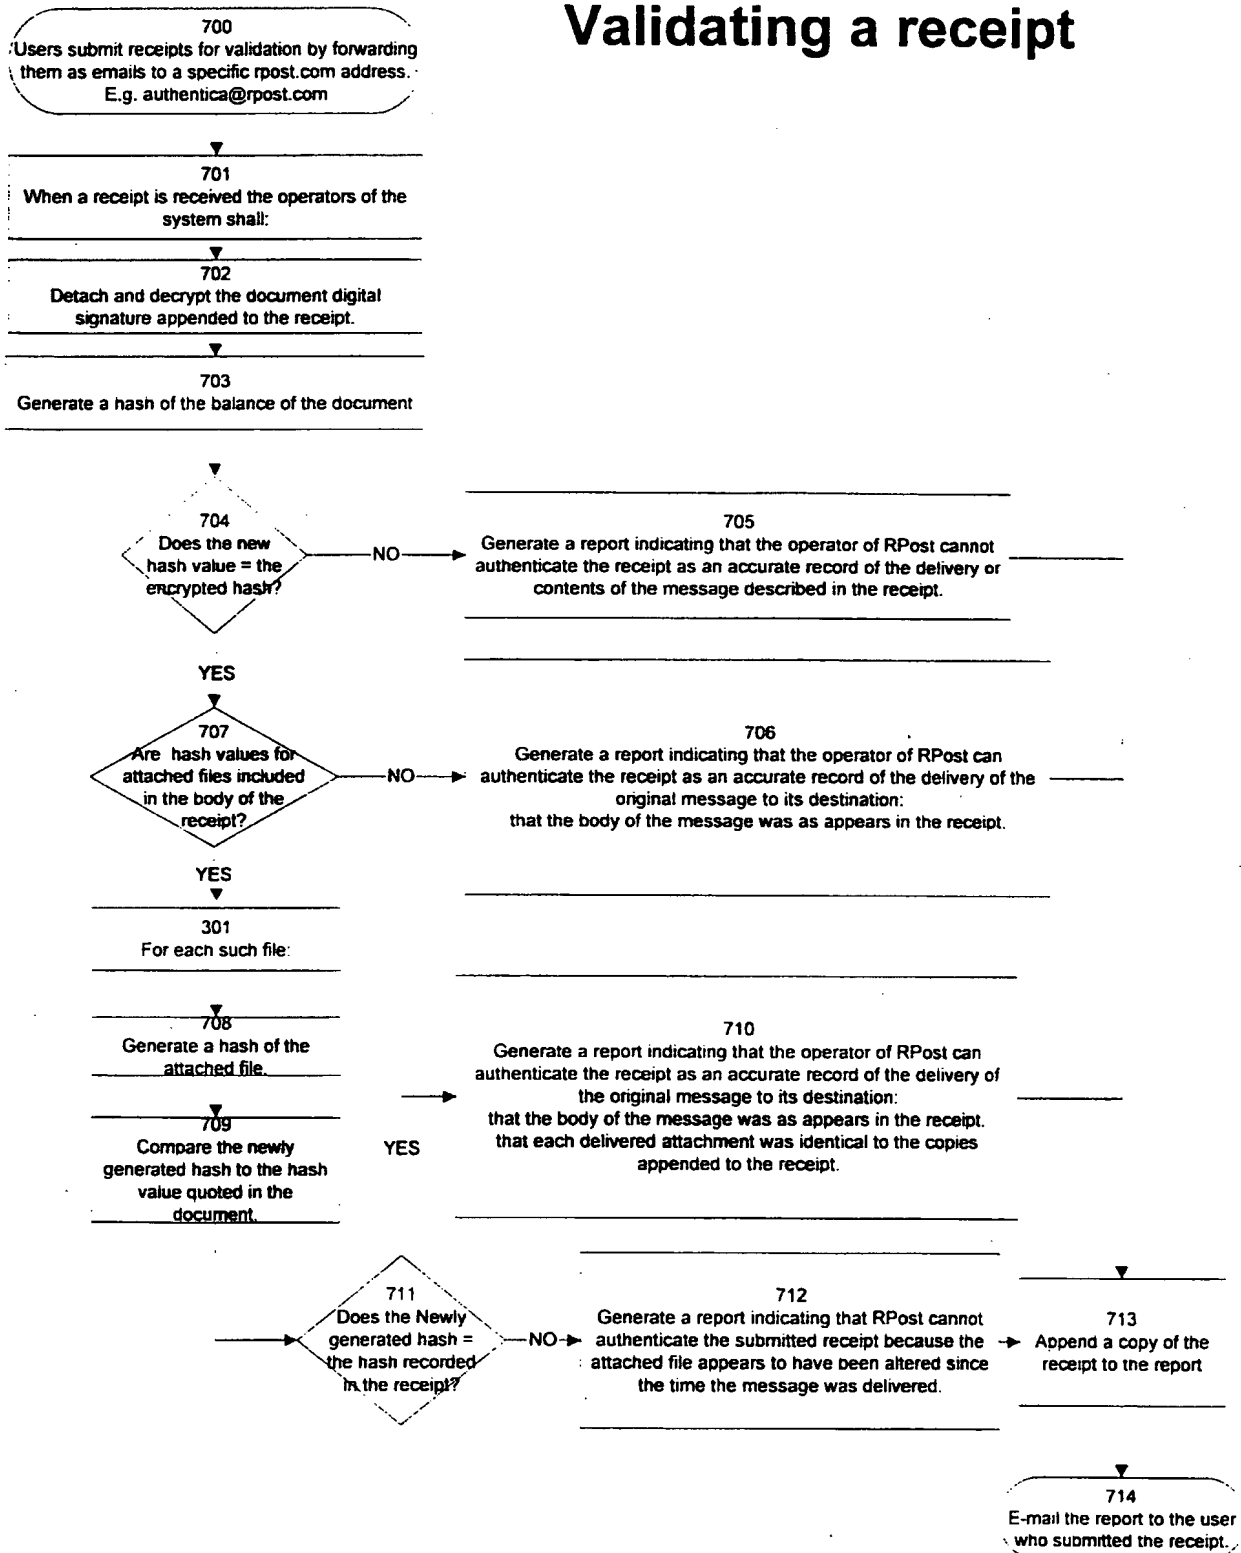 Validating a receipt
700
Users submit receipts for validation by forwarding
them as emails to a specific rpost.com address.
E.g. authentica@rpost.com
701
When a receipt is received the operators of the
system shall:
702
Detach and decrypt the document digital
signature appended to the receipt.
703
Generate a hash of the balance of the document
704
Does the new
hash value = the
encrypted hash?
NO
705
Generate a report indicating that the operator of RPost cannot
authenticate the receipt as an accurate record of the delivery or
contents of the message described in the receipt.
YES
707
Are hash values for
attached files included
in the body of the
receipt?
NO
706
Generate a report indicating that the operator of RPost can
authenticate the receipt as an accurate record of the delivery of the
original message to its destination:
that the body of the message was as appears in the receipt.
YES
301
For each such file:
708
Generate a hash of the
attached file.
709
Compare the newly
generated hash to the hash
value quoted in the
document.
YES
710
Generate a report indicating that the operator of RPost can
authenticate the receipt as an accurate record of the delivery of
the original message to its destination:
that the body of the message was as appears in the receipt.
that each delivered attachment was identical to the copies
appended to the receipt.
711
Does the Newly
generated hash =
the hash recorded
in the receipt?
NO
712
Generate a report indicating that RPost cannot
authenticate the submitted receipt because the
attached file appears to have been altered since
the time the message was delivered.
713
Append a copy of the
receipt to the report
714
E-mail the report to the user
who submitted the receipt.